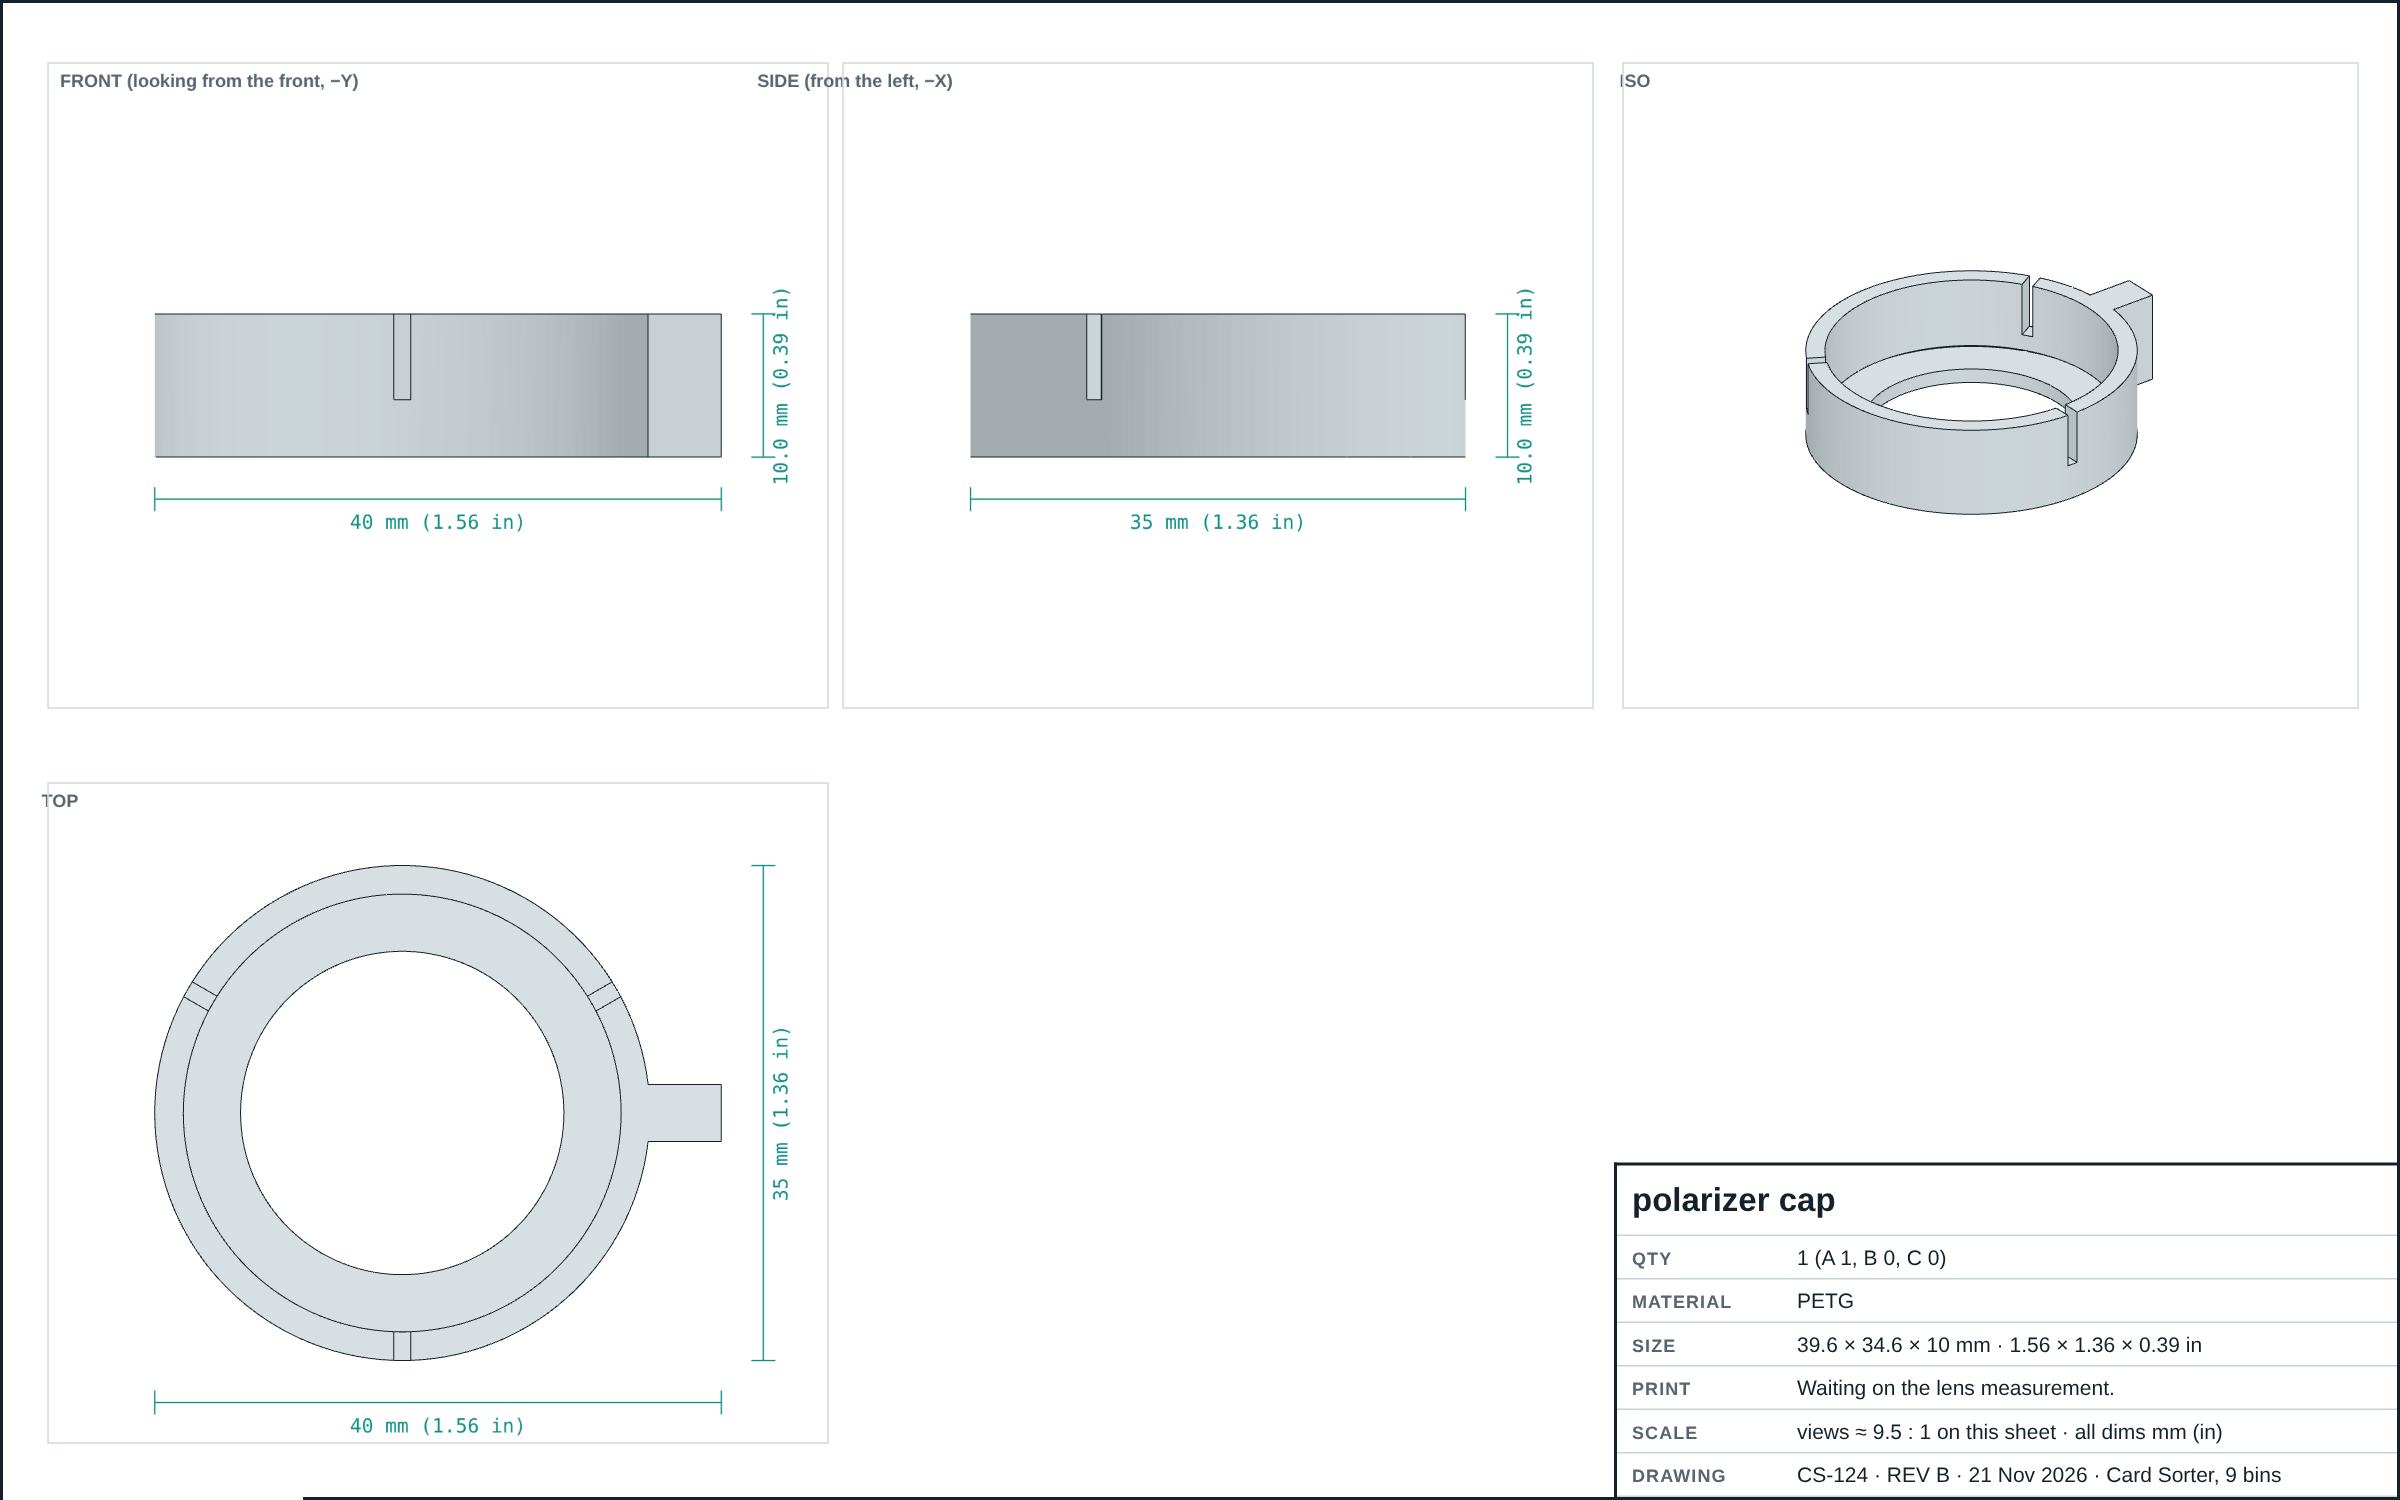 FRONT (looking from the front, −Y)
SIDE (from the left, −X)
ISO
10.0 mm (0.39 in)
40 mm (1.56 in)
10.0 mm (0.39 in)
35 mm (1.36 in)
TOP
35 mm (1.36 in)
40 mm (1.56 in)
polarizer cap
QTY 1 (A 1, B 0, C 0)
MATERIAL PETG
SIZE 39.6 × 34.6 × 10 mm · 1.56 × 1.36 × 0.39 in
PRINT Waiting on the lens measurement.
SCALE views ≈ 9.5 : 1 on this sheet · all dims mm (in)
DRAWING CS-124 · REV B · 21 Nov 2026 · Card Sorter, 9 bins